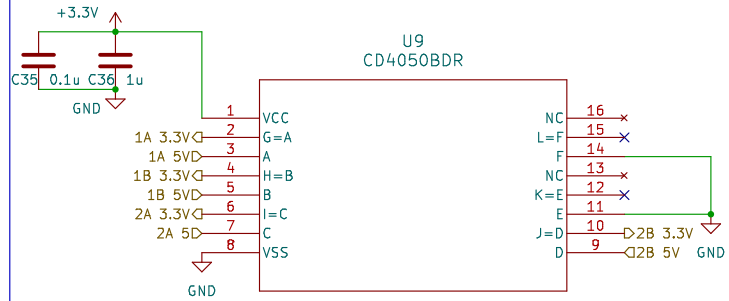 +3.3V
C35 0.1u C36 1u
GND
U9
CD4050BDR
1 VCC
1A 3.3V 2 G=A
1A 5V 3 A
1B 3.3V 4 H=B
1B 5V 5 B
2A 3.3V 6 I=C
2A 5 7 C
8 VSS
GND
NC 16
L=F 15
F 14
NC 13
K=E 12
E 11
J=D 10 2B 3.3V
D 9 2B 5V
GND